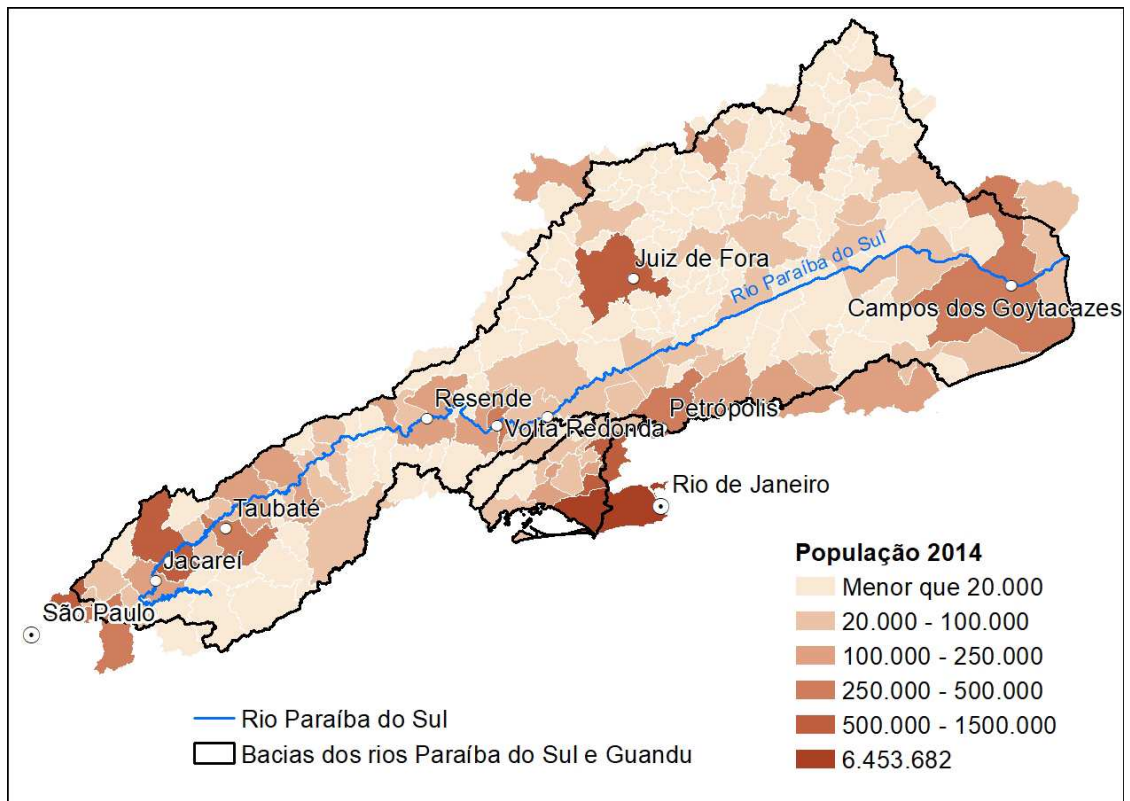 Juiz de Fora
Rio Paraíba do Sul
Campos dos Goytacazes
Resende
Petrópolis
Volta Redonda
Rio de Janeiro
Taubaté
Jacareí
São Paulo
População 2014
Menor que 20.000
20.000 - 100.000
100.000 - 250.000
250.000 - 500.000
500.000 - 1500.000
6.453.682
Rio Paraíba do Sul
Bacias dos rios Paraíba do Sul e Guandu